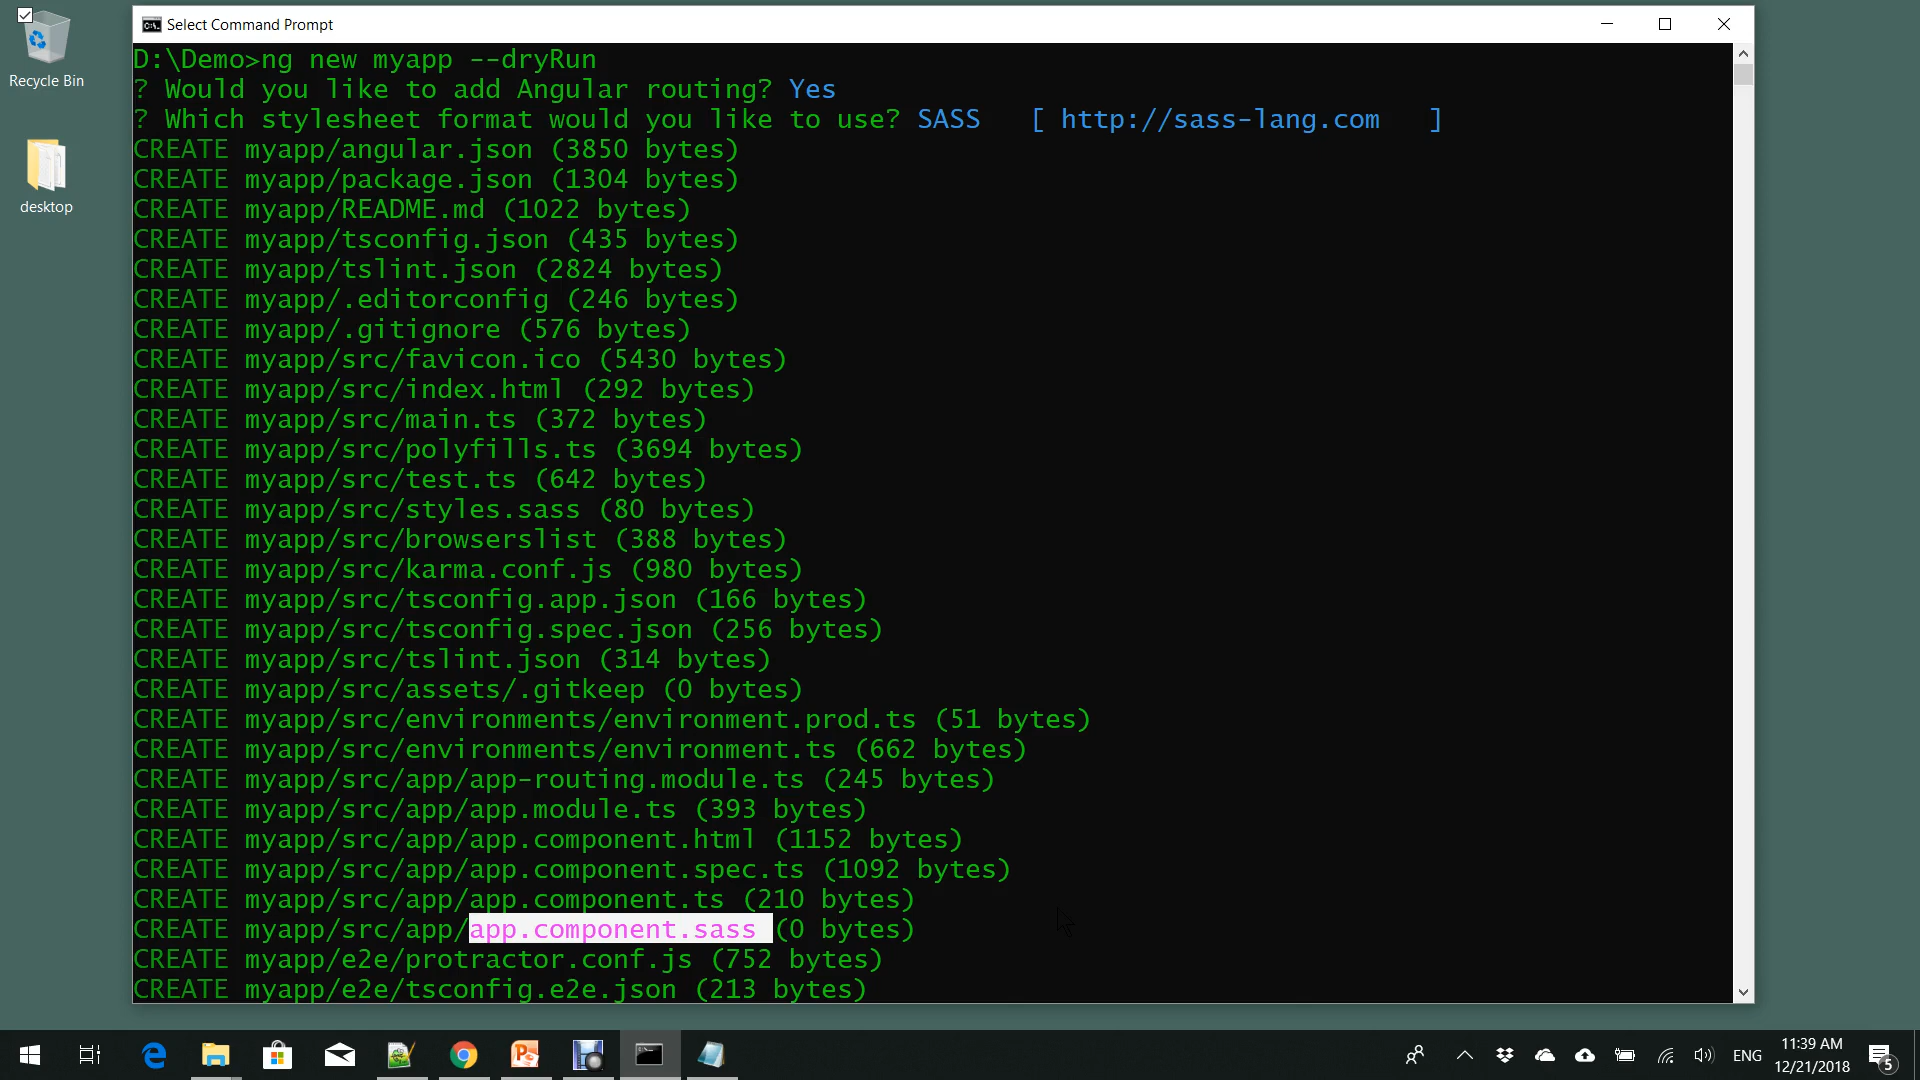 Recycle Bin
desktop
Select Command Prompt
D:\Demo>ng new myapp --dryRun
? Would you like to add Angular routing? Yes
? Which stylesheet format would you like to use? SASS   [ http://sass-lang.com   ]
CREATE myapp/angular.json (3850 bytes)
CREATE myapp/package.json (1304 bytes)
CREATE myapp/README.md (1022 bytes)
CREATE myapp/tsconfig.json (435 bytes)
CREATE myapp/tslint.json (2824 bytes)
CREATE myapp/.editorconfig (246 bytes)
CREATE myapp/.gitignore (576 bytes)
CREATE myapp/src/favicon.ico (5430 bytes)
CREATE myapp/src/index.html (292 bytes)
CREATE myapp/src/main.ts (372 bytes)
CREATE myapp/src/polyfills.ts (3694 bytes)
CREATE myapp/src/test.ts (642 bytes)
CREATE myapp/src/styles.sass (80 bytes)
CREATE myapp/src/browserslist (388 bytes)
CREATE myapp/src/karma.conf.js (980 bytes)
CREATE myapp/src/tsconfig.app.json (166 bytes)
CREATE myapp/src/tsconfig.spec.json (256 bytes)
CREATE myapp/src/tslint.json (314 bytes)
CREATE myapp/src/assets/.gitkeep (0 bytes)
CREATE myapp/src/environments/environment.prod.ts (51 bytes)
CREATE myapp/src/environments/environment.ts (662 bytes)
CREATE myapp/src/app/app-routing.module.ts (245 bytes)
CREATE myapp/src/app/app.module.ts (393 bytes)
CREATE myapp/src/app/app.component.html (1152 bytes)
CREATE myapp/src/app/app.component.spec.ts (1092 bytes)
CREATE myapp/src/app/app.component.ts (210 bytes)
CREATE myapp/src/app/app.component.sass (0 bytes)
CREATE myapp/e2e/protractor.conf.js (752 bytes)
CREATE myapp/e2e/tsconfig.e2e.json (213 bytes)
ENG
11:39 AM
12/21/2018
5